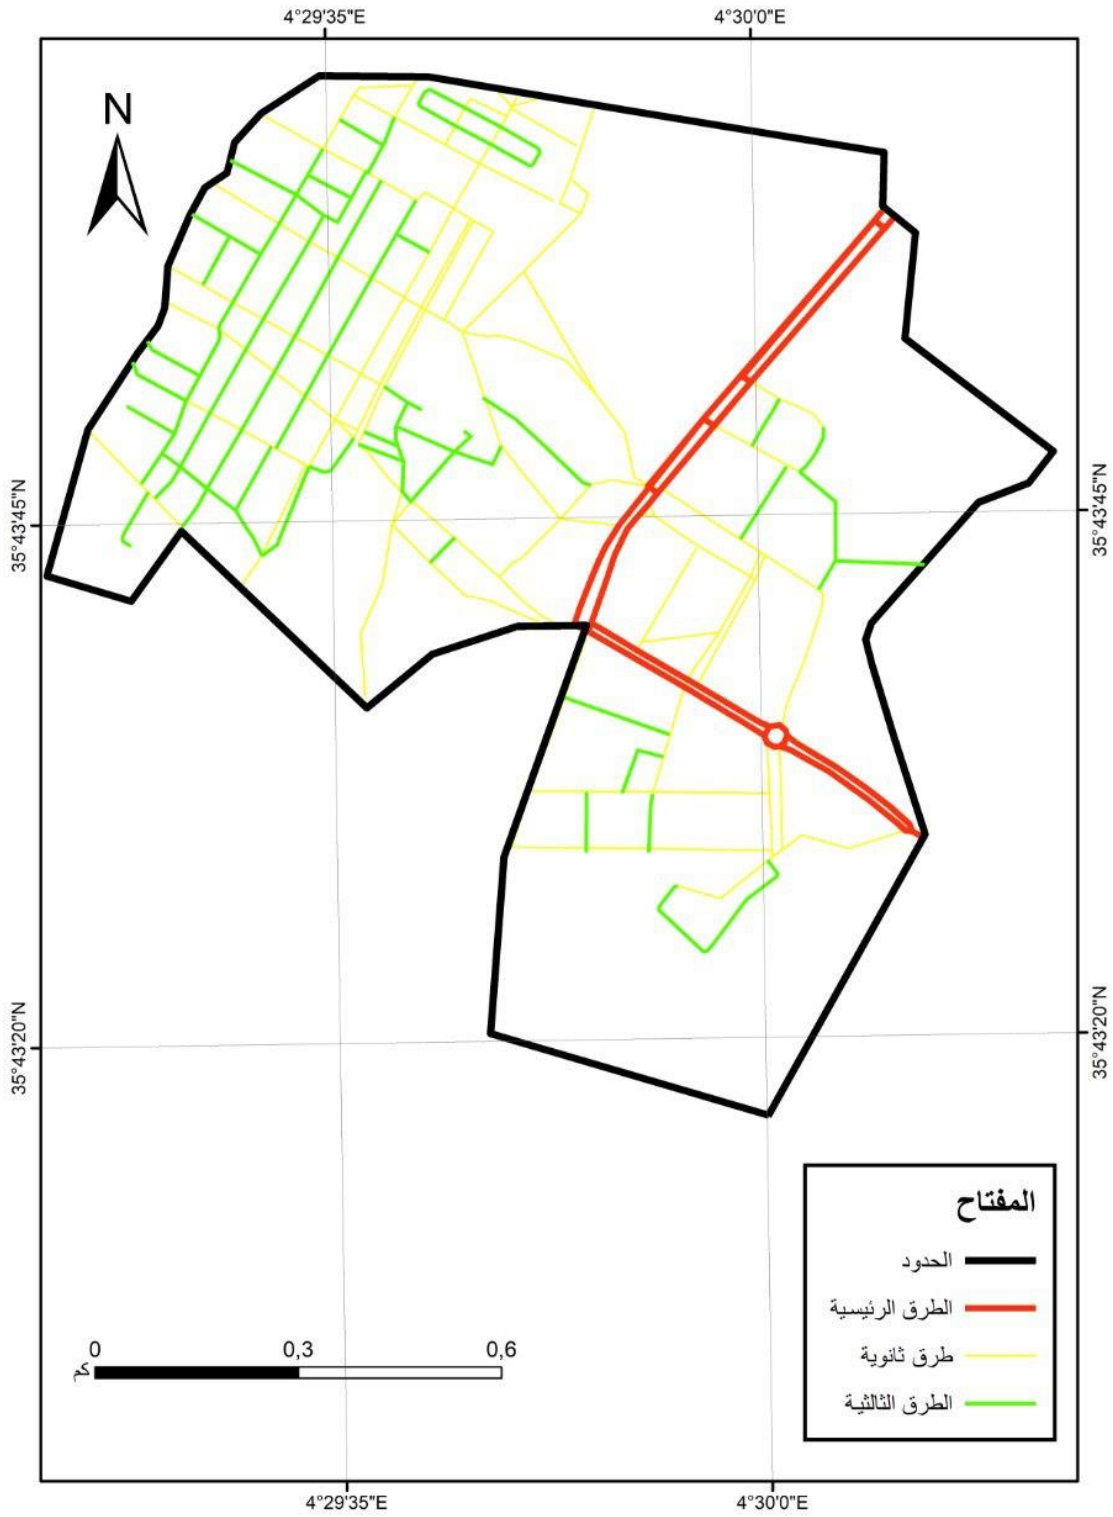 4°29'35"E 4°30'0"E
N
35°43'45"N 35°43'45"N
35°43'20"N 35°43'20"N
المفتاح
الحدود
الطرق الرئيسية
طرق ثانوية
الطرق الثالثية
0 0,3 0,6
كم
4°29'35"E 4°30'0"E